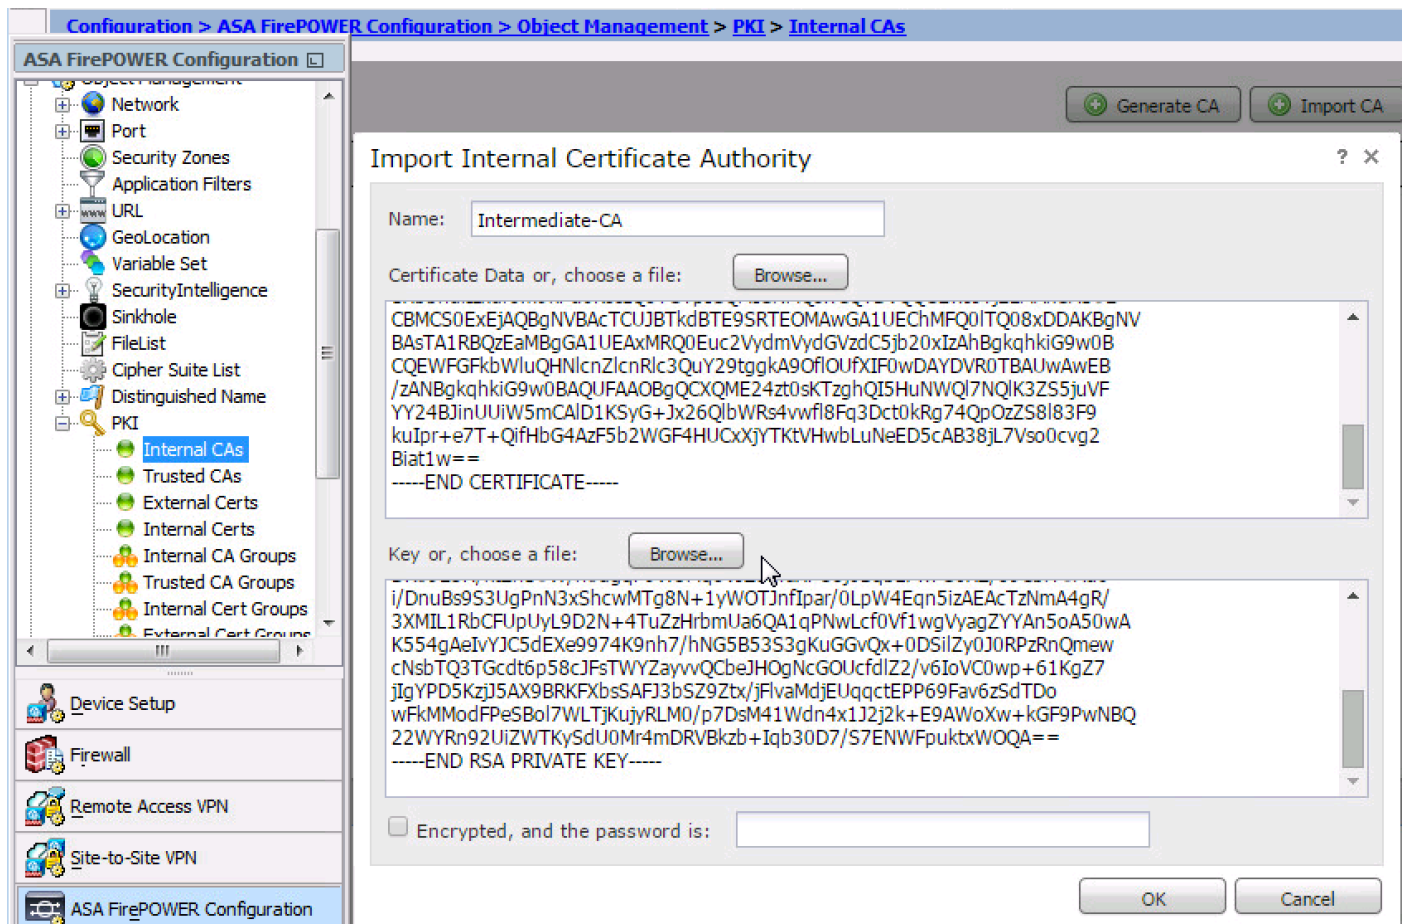 Configuration > ASA FirePOWER Configuration > Object Management > PKI > Internal CAs
ASA FirePOWER Configuration
Object Management
Network
Port
Security Zones
Application Filters
www URL
GeoLocation
Variable Set
SecurityIntelligence
Sinkhole
FileList
Cipher Suite List
Distinguished Name
PKI
Internal CAs
Trusted CAs
External Certs
Internal Certs
Internal CA Groups
Trusted CA Groups
Internal Cert Groups
External Cert Groups
Device Setup
Firewall
Remote Access VPN
Site-to-Site VPN
ASA FirePOWER Configuration
Generate CA
Import CA
Import Internal Certificate Authority
? X
Name: Intermediate-CA
Certificate Data or, choose a file: Browse...
CBMCS0ExEjAQBgNVBAcTCUJBTkdBTE9SRTEOMAwGA1UEChMFQ0lTQ08xDDAKBgNV
BAsTA1RBQzEaMBgGA1UEAxMRQ0Euc2VydmVydGVzdC5jb20xIzAhBgkqhkiG9w0B
CQEWFGFkbWluQHNlcnZlcnRlc3QuY29tggkA9OflOUfXIF0wDAYDVR0TBAUwAwEB
/zANBgkqhkiG9w0BAQUFAAOBgQCXQME24zt0sKTzghQI5HuNWQl7NQlK3ZS5juVF
YY24BJinUUiW5mCAlD1KSyG+Jx26QlbWRs4vwfl8Fq3Dct0kRg74QpOzZS8l83F9
kuIpr+e7T+QifHbG4AzF5b2WGF4HUCxXjYTKtVHwbLuNeED5cAB38jL7Vso0cvg2
Biat1w==
-----END CERTIFICATE-----
Key or, choose a file: Browse...
i/DnuBs9S3UgPnN3xShcwMTg8N+1yWOTJnfIpar/0LpW4Eqn5izAEAcTzNmA4gR/
3XMIL1RbCFUpUyL9D2N+4TuZzHrbmUa6QA1qPNwLcf0Vf1wgVyagZYYAn5oA50wA
K554gAeIvYJC5dEXe9974K9nh7/hNG5B53S3gKuGGvQx+0DSilZy0J0RPzRnQmew
cNsbTQ3TGcdt6p58cJFsTWYZayvvQCbeJHOgNcGOUcfdlZ2/v6IoVC0wp+61KgZ7
jIgYPD5KzjJ5AX9BRKFXbsSAFJ3bSZ9Ztx/jFlvaMdjEUqqctEPP69Fav6zSdTDo
wFkMModFPeSBol7WLTjKujyRLM0/p7DsM41Wdn4x1J2j2k+E9AWoXw+kGF9PwNBQ
22WYRn92UiZWTKySdU0Mr4mDRVBkzb+Iqb30D7/S7ENWFpuktxWOQA==
-----END RSA PRIVATE KEY-----
Encrypted, and the password is:
OK
Cancel